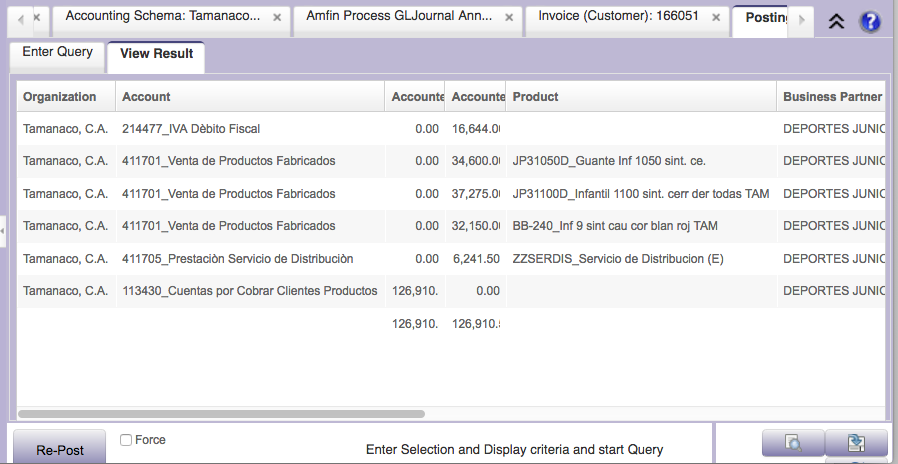 Accounting Schema: Tamanaco... Amfin Process GLJournal Ann... Invoice (Customer): 166051 Posting
Enter Query View Result
Organization Account Accounte Accounte Product Business Partner
Tamanaco, C.A. 214477_IVA Dèbito Fiscal 0.00 16,644.0 DEPORTES JUNIC
Tamanaco, C.A. 411701_Venta de Productos Fabricados 0.00 34,600.0 JP31050D_Guante Inf 1050 sint. ce. DEPORTES JUNIC
Tamanaco, C.A. 411701_Venta de Productos Fabricados 0.00 37,275.0 JP31100D_Infantil 1100 sint. cerr der todas TAM DEPORTES JUNIC
Tamanaco, C.A. 411701_Venta de Productos Fabricados 0.00 32,150.0 BB-240_Inf 9 sint cau cor blan roj TAM DEPORTES JUNIC
Tamanaco, C.A. 411705_Prestaciòn Servicio de Distribuciòn 0.00 6,241.50 ZZSERDIS_Servicio de Distribucion (E) DEPORTES JUNIC
Tamanaco, C.A. 113430_Cuentas por Cobrar Clientes Productos 126,910. 0.00 DEPORTES JUNIC
126,910. 126,910.
Re-Post Force Enter Selection and Display criteria and start Query